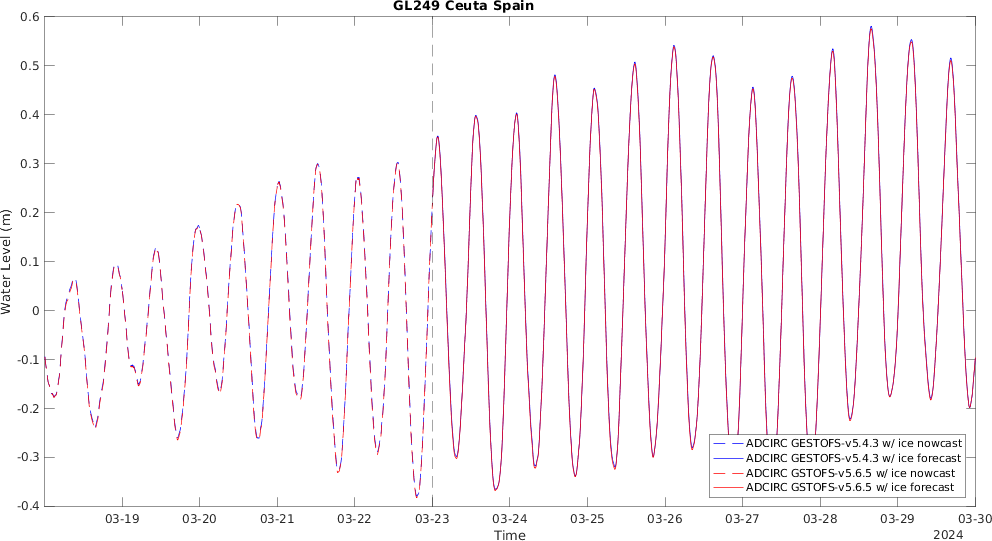 GL249 Ceuta Spain
0.6
0.5
0.4
0.3
0.2
0.1
0
-0.1
-0.2
-0.3
-0.4
Water Level (m)
ADCIRC GESTOFS-v5.4.3 w/ ice nowcast
ADCIRC GESTOFS-v5.4.3 w/ ice forecast
ADCIRC GSTOFS-v5.6.5 w/ ice nowcast
ADCIRC GSTOFS-v5.6.5 w/ ice forecast
03-19 03-20 03-21 03-22 03-23 03-24 03-25 03-26 03-27 03-28 03-29 03-30
Time
2024